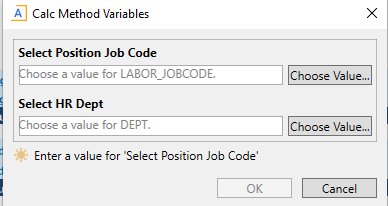 A Calc Method Variables
Select Position Job Code
Choose a value for LABOR_JOBCODE. Choose Value...
Select HR Dept
Choose a value for DEPT. Choose Value...
Enter a value for 'Select Position Job Code'
OK Cancel